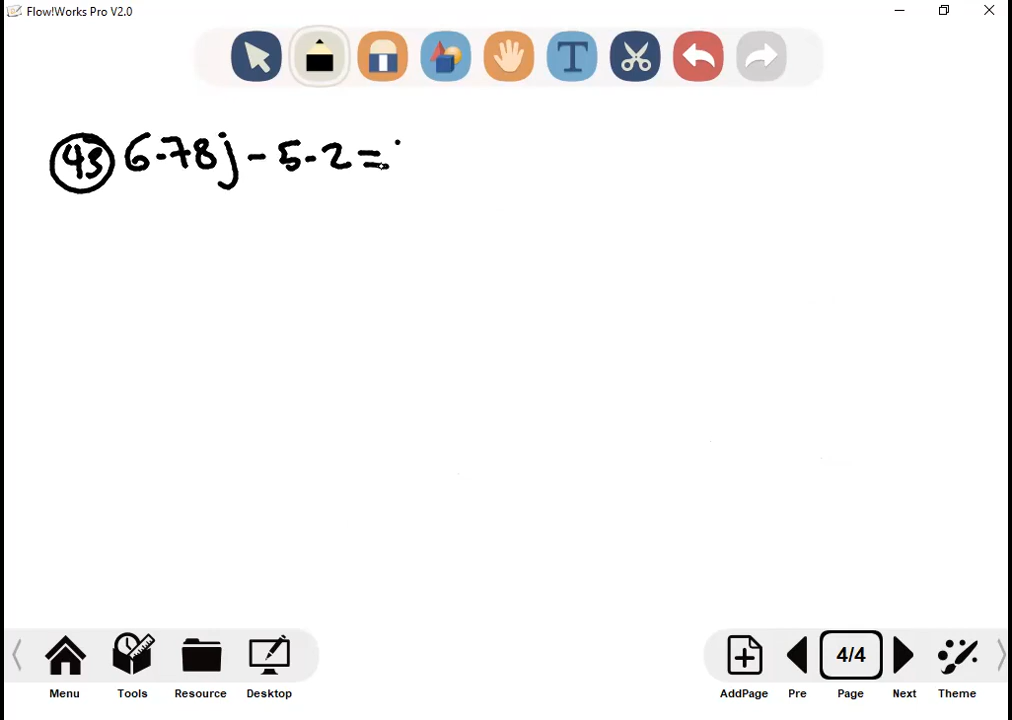 Flow!Works Pro V2.0
T
43 6.78j - 5.2 =
Menu Tools Resource Desktop AddPage Pre 4/4 Page Next Theme